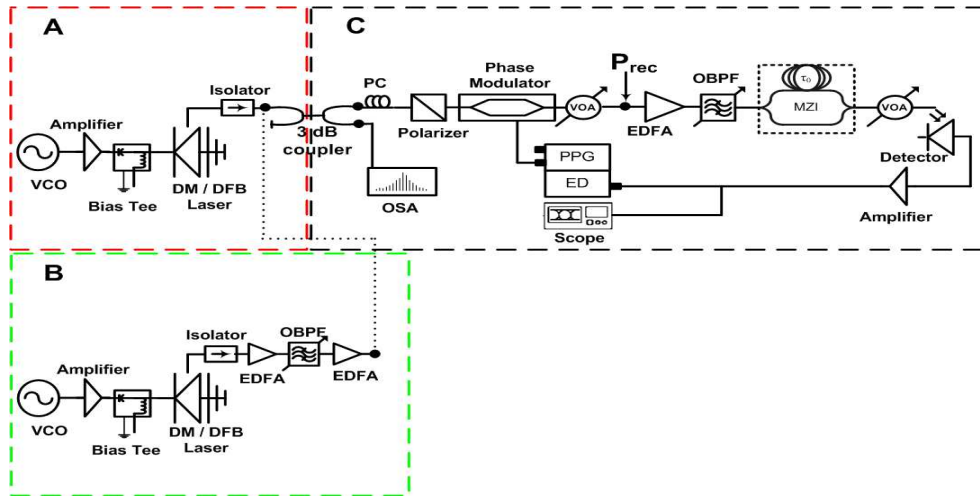 A
C
Isolator
Amplifier
VCO
Bias Tee
DM / DFB
Laser
3 dB
coupler
PC
Polarizer
OSA
Phase
Modulator
VOA
Prec
EDFA
OBPF
τ0
MZI
VOA
Detector
Amplifier
PPG
ED
Scope
B
Isolator
Amplifier
VCO
Bias Tee
DM / DFB
Laser
EDFA
OBPF
EDFA